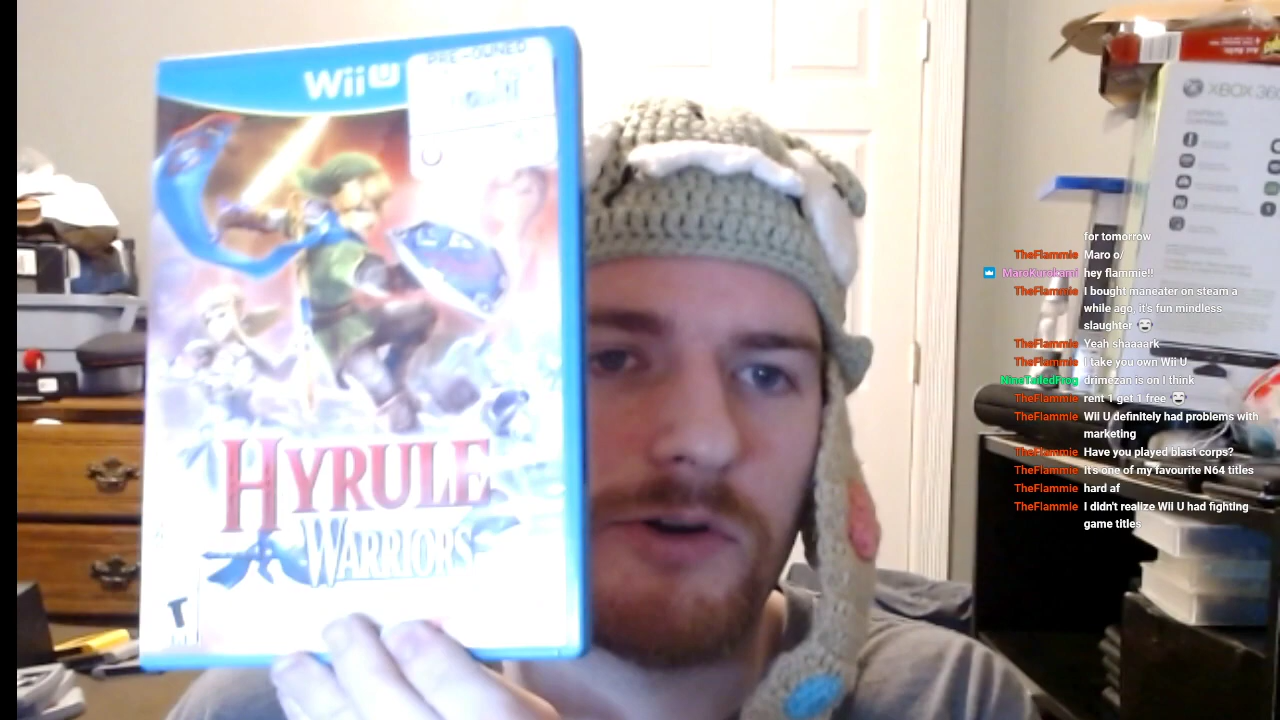 Wii U
PRE-OWNED
HYRULE
WARRIORS
T
XBOX 360
for tomorrow
TheFlammie Maro o/
MaroKurokami hey flammie!!
TheFlammie I bought maneater on steam a
while ago, it's fun mindless
slaughter
TheFlammie Yeah shaaaark
TheFlammie I take you own Wii U
NineTailedFrog drimezan is on I think
TheFlammie rent 1 get 1 free
TheFlammie Wii U definitely had problems with
marketing
TheFlammie Have you played blast corps?
TheFlammie It's one of my favourite N64 titles
TheFlammie hard af
TheFlammie I didn't realize Wii U had fighting
game titles